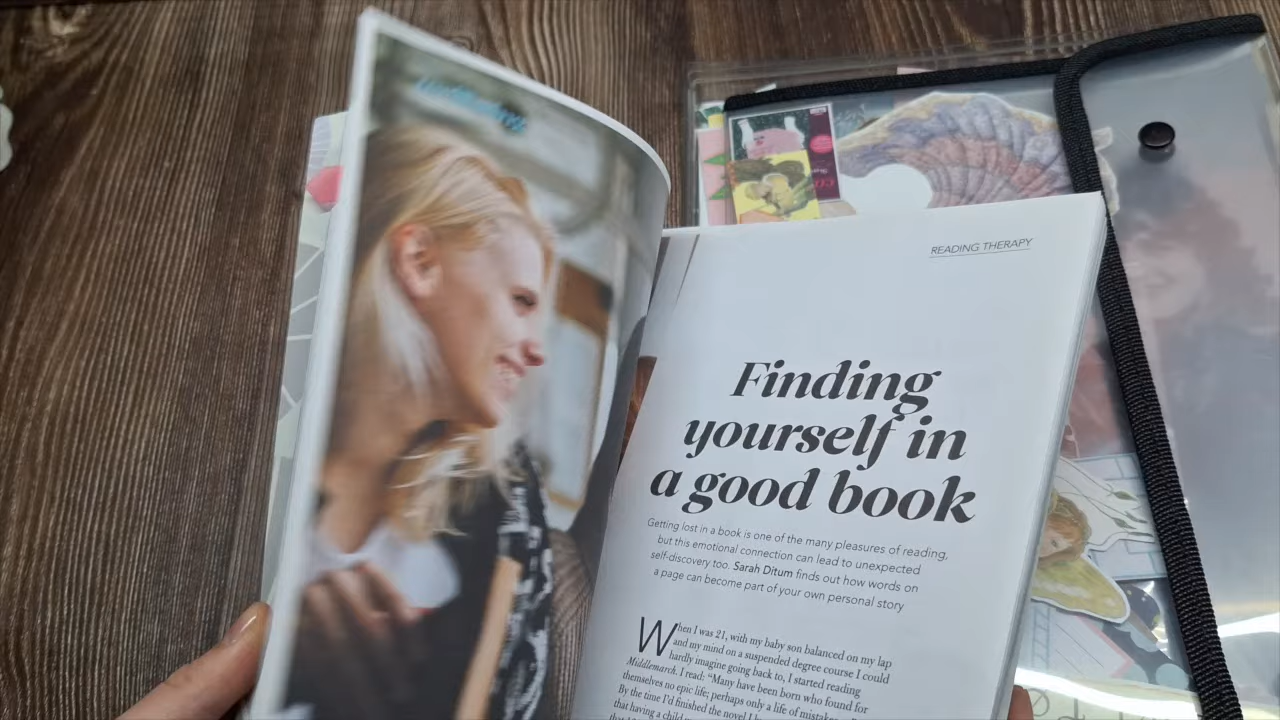 READING THERAPY
Finding
yourself in
a good book
Getting lost in a book is one of the many pleasures of reading,
but this emotional connection can lead to unexpected
self-discovery too. Sarah Ditum finds out how words on
a page can become part of your own personal story
When I was 21, with my baby son balanced on my lap
and my mind on a suspended degree course I could
hardly imagine going back to, I started reading
Middlemarch. I read: “Many have been born who found for
themselves no epic life; perhaps only a life of
By the time I'd finished the novel I
that having a child